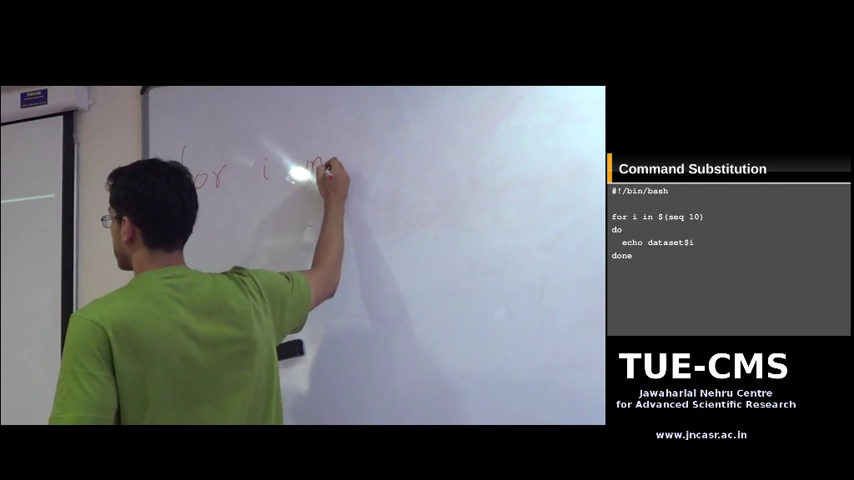 for i in
Command Substitution
#!/bin/bash
for i in $(seq 10)
do
  echo dataset$i
done
TUE-CMS
Jawaharlal Nehru Centre
for Advanced Scientific Research
www.jncasr.ac.in